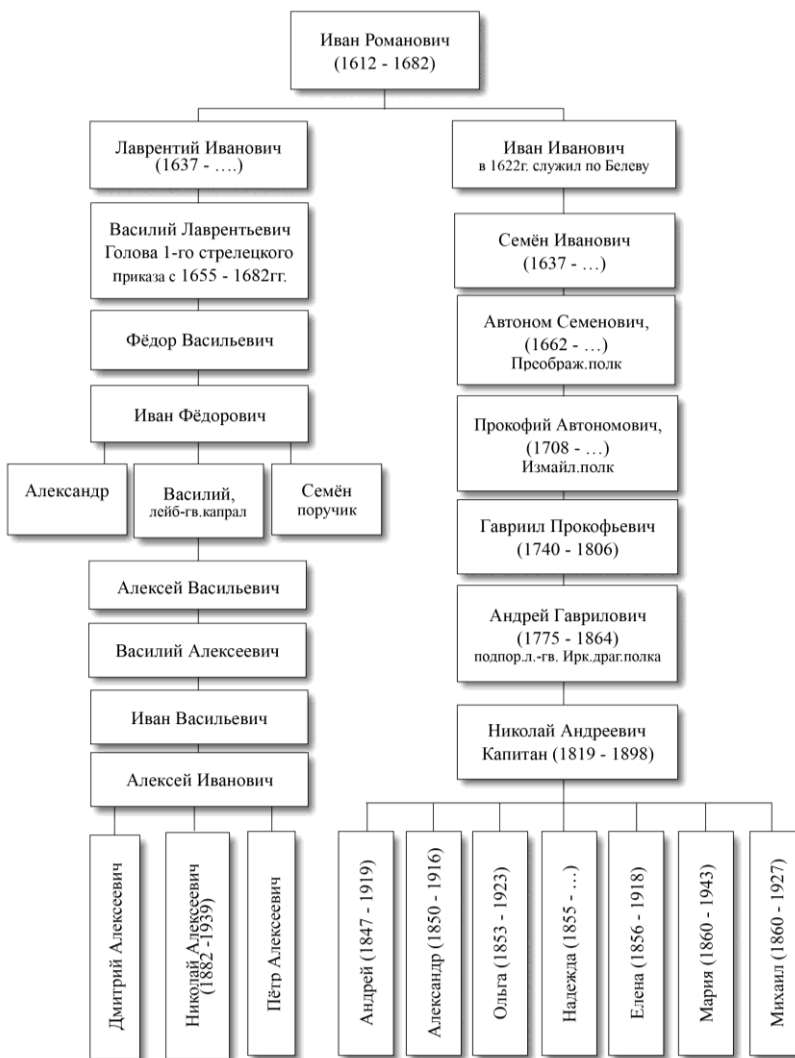 Иван Романович
(1612 - 1682)
Лаврентий Иванович
(1637 - ....)
Иван Иванович
в 1622г. служил по Белеву
Василий Лаврентьевич
Голова 1-го стрелецкого
приказа с 1655 - 1682гг.
Семён Иванович
(1637 - ...)
Фёдор Васильевич
Автоном Семенович,
(1662 - ...)
Преображ.полк
Иван Фёдорович
Прокофий Автономович,
(1708 - ...)
Измайл.полк
Александр
Василий,
лейб-гв.капрал
Семён
поручик
Гавриил Прокофьевич
(1740 - 1806)
Алексей Васильевич
Андрей Гаврилович
(1775 - 1864)
подпор.л.-гв. Ирк.драг.полка
Василий Алексеевич
Иван Васильевич
Николай Андреевич
Капитан (1819 - 1898)
Алексей Иванович
Дмитрий Алексеевич
Николай Алексеевич
(1882 -1939)
Пётр Алексеевич
Андрей (1847 - 1919)
Александр (1850 - 1916)
Ольга (1853 - 1923)
Надежда (1855 - ...)
Елена (1856 - 1918)
Мария (1860 - 1943)
Михаил (1860 - 1927)